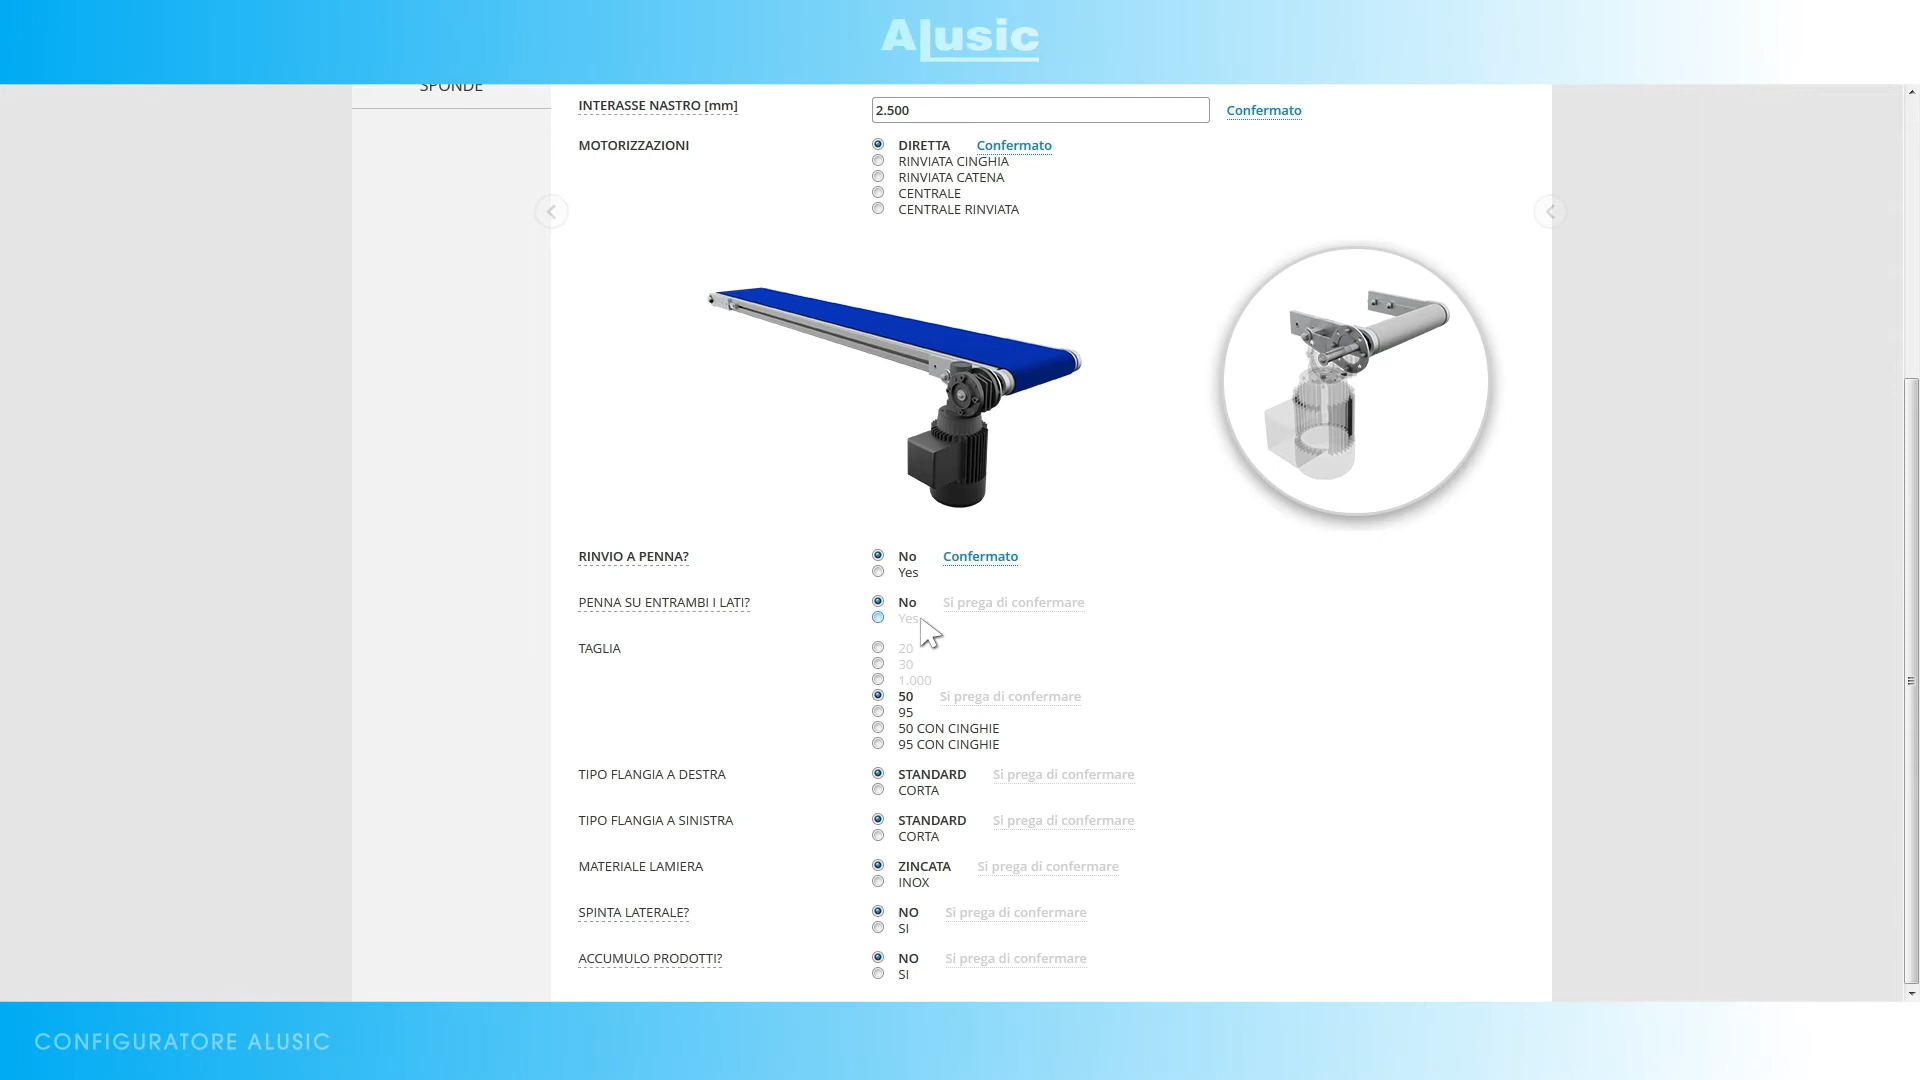 Alusic
SPONDE
INTERASSE NASTRO [mm] 2.500 Confermato
MOTORIZZAZIONI DIRETTA Confermato
RINVIATA CINGHIA
RINVIATA CATENA
CENTRALE
CENTRALE RINVIATA
RINVIO A PENNA? No Confermato
Yes
PENNA SU ENTRAMBI I LATI? No Si prega di confermare
Yes
TAGLIA 20
30
1.000
50 Si prega di confermare
95
50 CON CINGHIE
95 CON CINGHIE
TIPO FLANGIA A DESTRA STANDARD Si prega di confermare
CORTA
TIPO FLANGIA A SINISTRA STANDARD Si prega di confermare
CORTA
MATERIALE LAMIERA ZINCATA Si prega di confermare
INOX
SPINTA LATERALE? NO Si prega di confermare
SI
ACCUMULO PRODOTTI? NO Si prega di confermare
SI
CONFIGURATORE ALUSIC